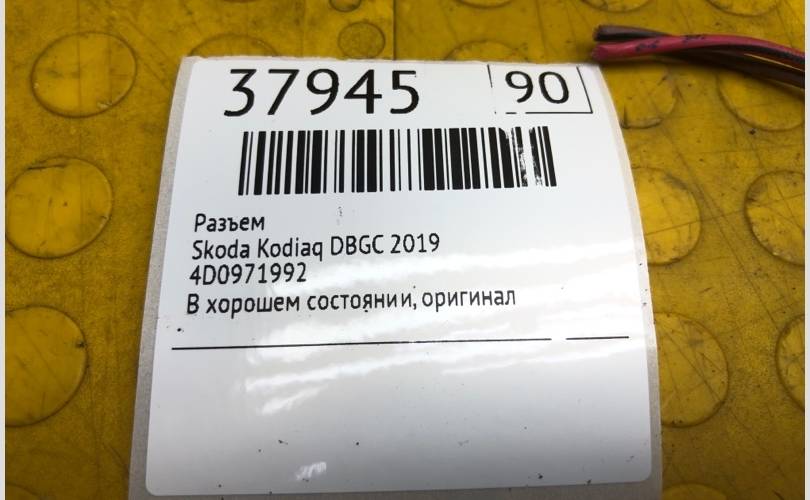 37945 90
Разъем
Skoda Kodiaq DBGC 2019
4D0971992
В хорошем состоянии, оригинал